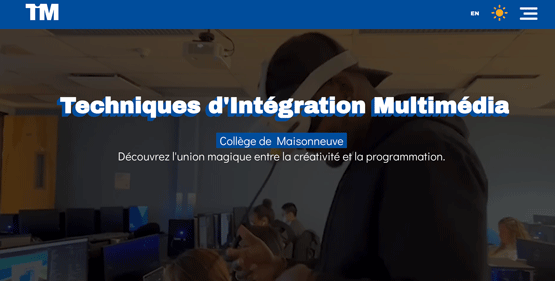 TIM
EN
Techniques d'Intégration Multimédia
Collège de Maisonneuve
Découvrez l'union magique entre la créativité et la programmation.